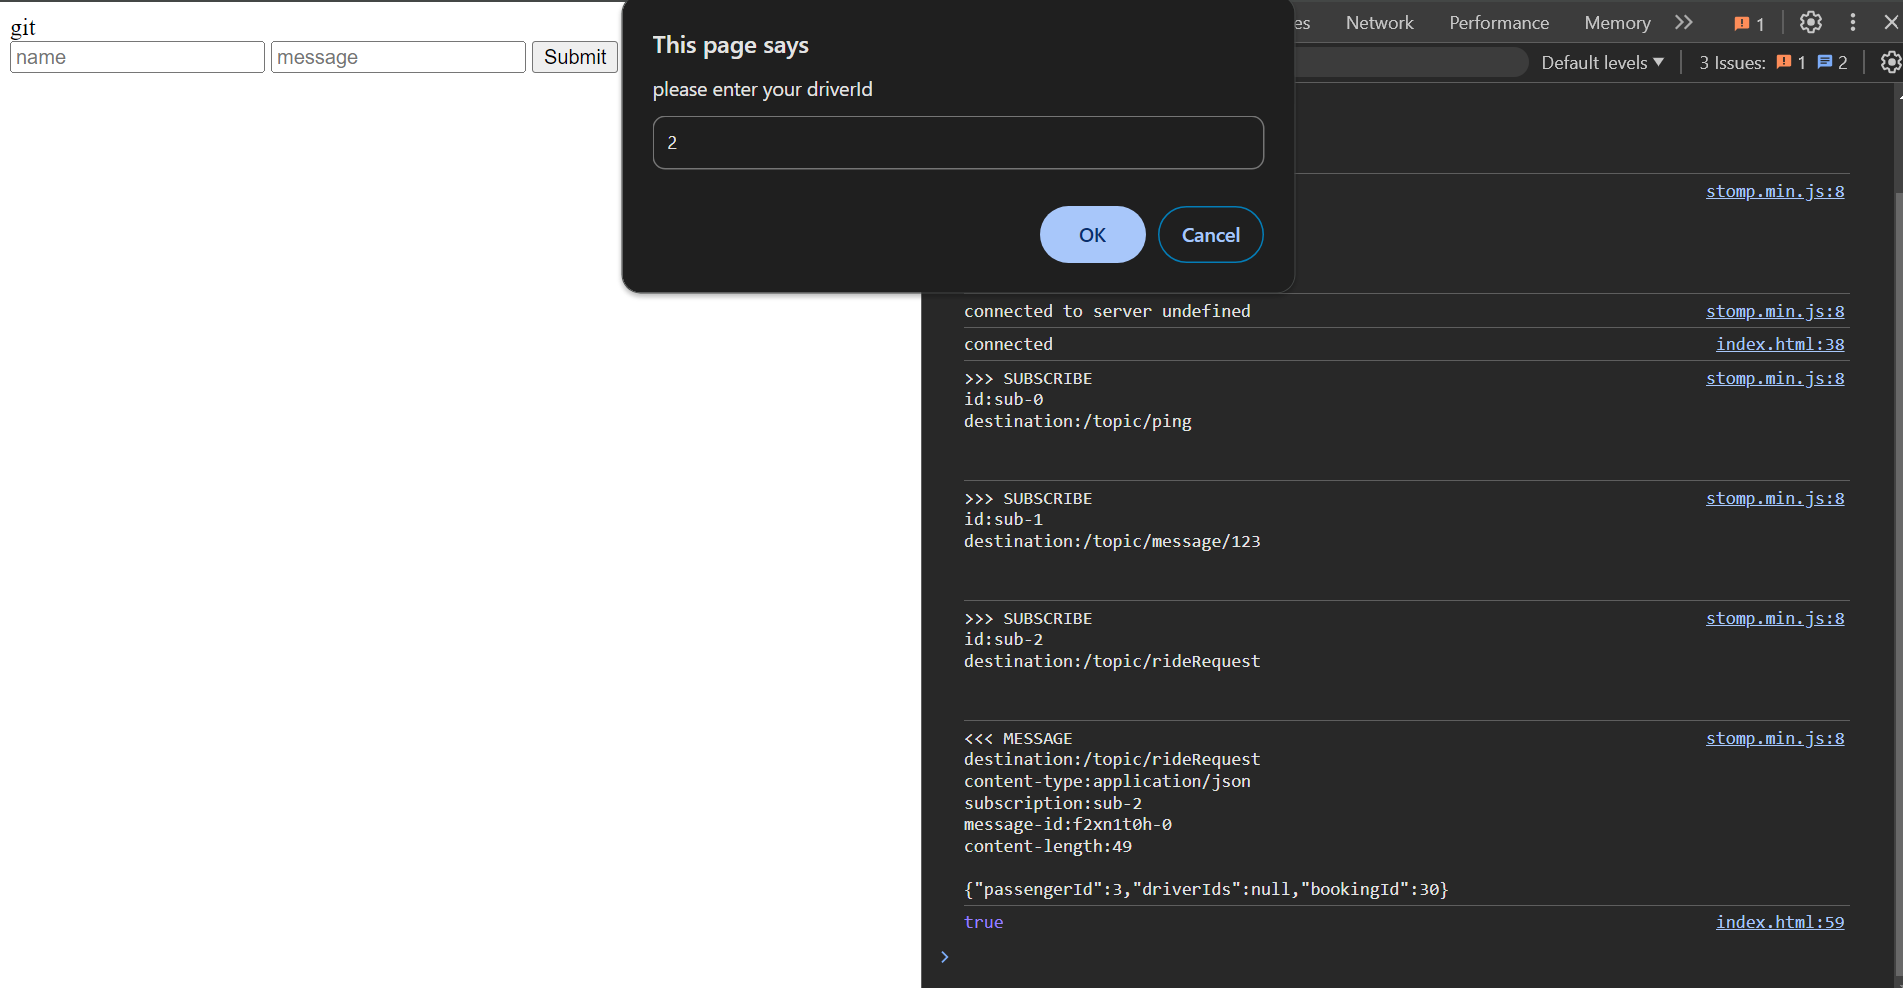 git
name message Submit
This page says
please enter your driverId
2
OK Cancel
es Network Performance Memory 1
Default levels ▼ 3 Issues: 1 2
stomp.min.js:8
connected to server undefined stomp.min.js:8
connected index.html:38
>>> SUBSCRIBE stomp.min.js:8
id:sub-0
destination:/topic/ping
>>> SUBSCRIBE stomp.min.js:8
id:sub-1
destination:/topic/message/123
>>> SUBSCRIBE stomp.min.js:8
id:sub-2
destination:/topic/rideRequest
<<< MESSAGE stomp.min.js:8
destination:/topic/rideRequest
content-type:application/json
subscription:sub-2
message-id:f2xn1t0h-0
content-length:49
{"passengerId":3,"driverIds":null,"bookingId":30}
true index.html:59